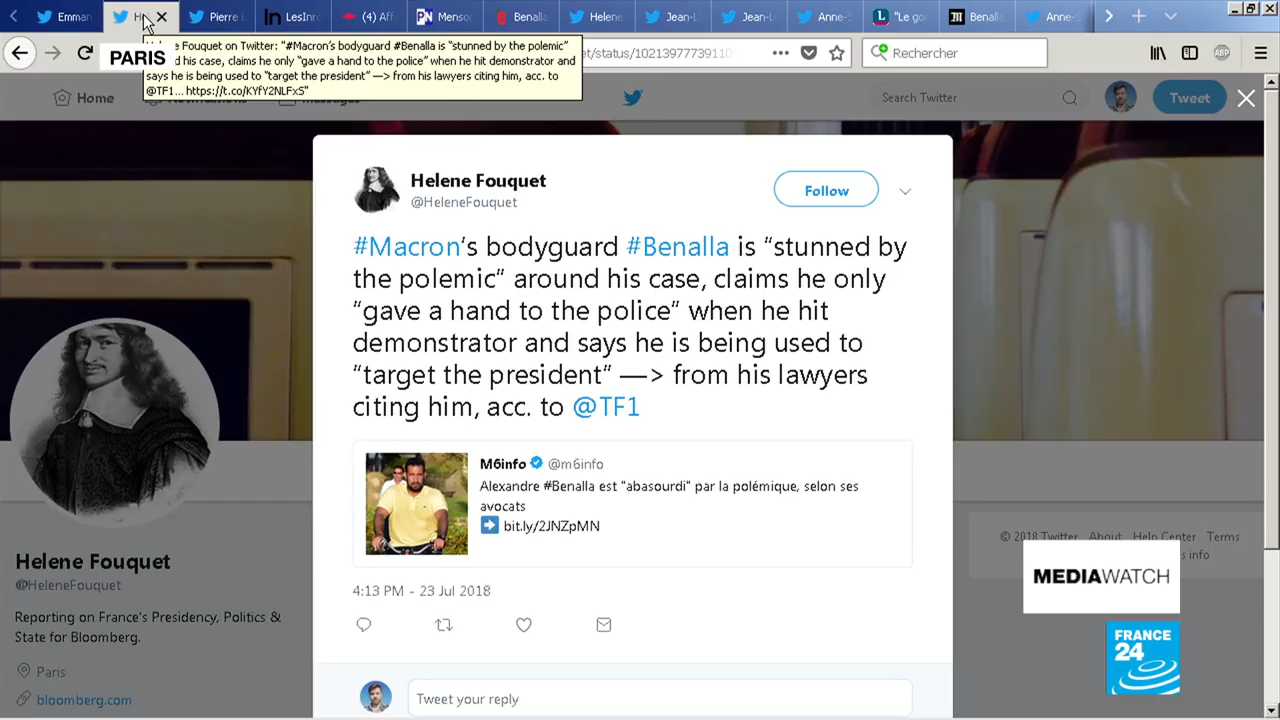 Emman
H
Pierre
LesInro
(4) Aff
Menso
Benalla
Helene
Jean-L
Jean-Li
Anne-S
"Le go
Benalla
Anne-
PARIS
e Fouquet on Twitter: "#Macron's bodyguard #Benalla is “stunned by the polemic”
d his case, claims he only “gave a hand to the police” when he hit demonstrator and
says he is being used to “target the president” —> from his lawyers citing him, acc. to
@TF1… https://t.co/KYfY2NLFxS"
et/status/10213977739110
Rechercher
ABP
Home
Search Twitter
Tweet
Helene Fouquet
@HeleneFouquet
Follow
#Macron’s bodyguard #Benalla is “stunned by
the polemic” around his case, claims he only
“gave a hand to the police” when he hit
demonstrator and says he is being used to
“target the president” —> from his lawyers
citing him, acc. to @TF1
M6info @m6info
Alexandre #Benalla est "abasourdi" par la polémique, selon ses
avocats
bit.ly/2JNZpMN
4:13 PM - 23 Jul 2018
Tweet your reply
Helene Fouquet
@HeleneFouquet
Reporting on France's Presidency, Politics &
State for Bloomberg.
Paris
bloomberg.com
© 2018 Twitter About Help Center Terms
s info
MEDIAWATCH
FRANCE
24